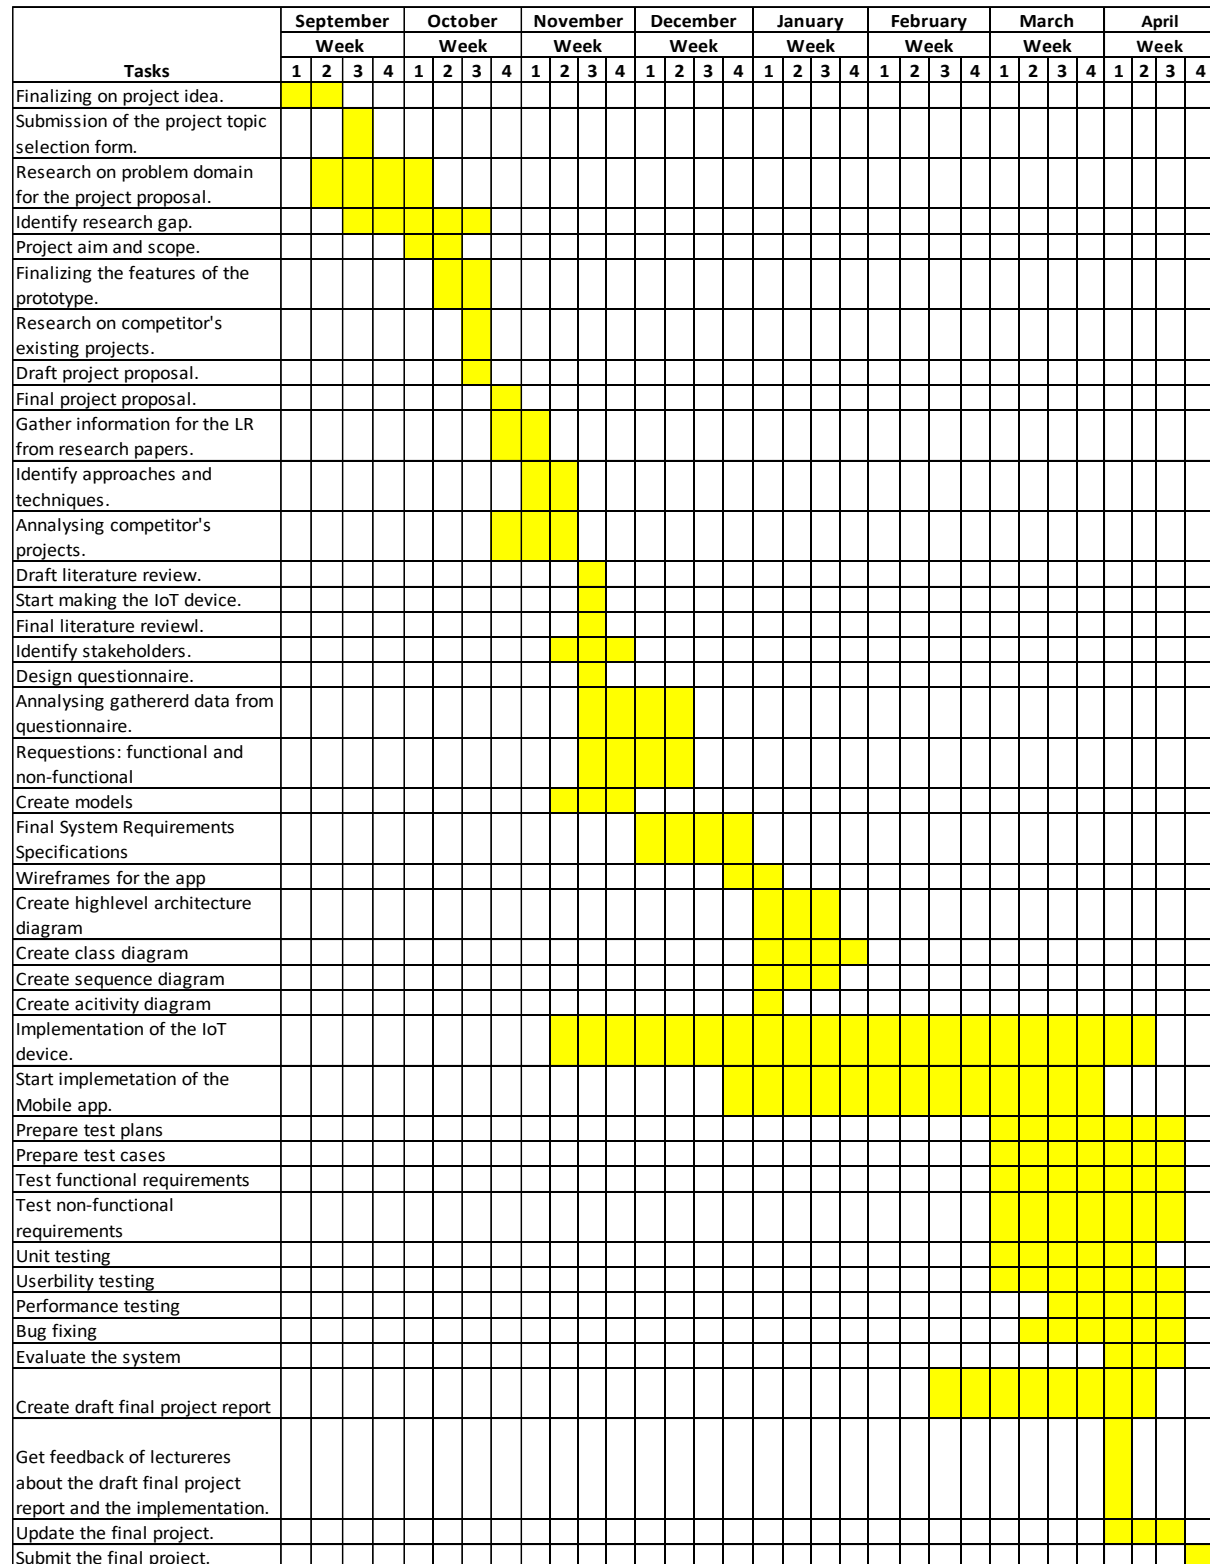 September October November December January February March April
Week Week Week Week Week Week Week Week
Tasks 1 2 3 4 1 2 3 4 1 2 3 4 1 2 3 4 1 2 3 4 1 2 3 4 1 2 3 4 1 2 3 4
Finalizing on project idea.
Submission of the project topic
selection form.
Research on problem domain
for the project proposal.
Identify research gap.
Project aim and scope.
Finalizing the features of the
prototype.
Research on competitor's
existing projects.
Draft project proposal.
Final project proposal.
Gather information for the LR
from research papers.
Identify approaches and
techniques.
Annalysing competitor's
projects.
Draft literature review.
Start making the IoT device.
Final literature reviewl.
Identify stakeholders.
Design questionnaire.
Annalysing gathererd data from
questionnaire.
Requestions: functional and
non-functional
Create models
Final System Requirements
Specifications
Wireframes for the app
Create highlevel architecture
diagram
Create class diagram
Create sequence diagram
Create acitivity diagram
Implementation of the IoT
device.
Start implemetation of the
Mobile app.
Prepare test plans
Prepare test cases
Test functional requirements
Test non-functional
requirements
Unit testing
Userbility testing
Performance testing
Bug fixing
Evaluate the system
Create draft final project report
Get feedback of lectureres
about the draft final project
report and the implementation.
Update the final project.
Submit the final project.